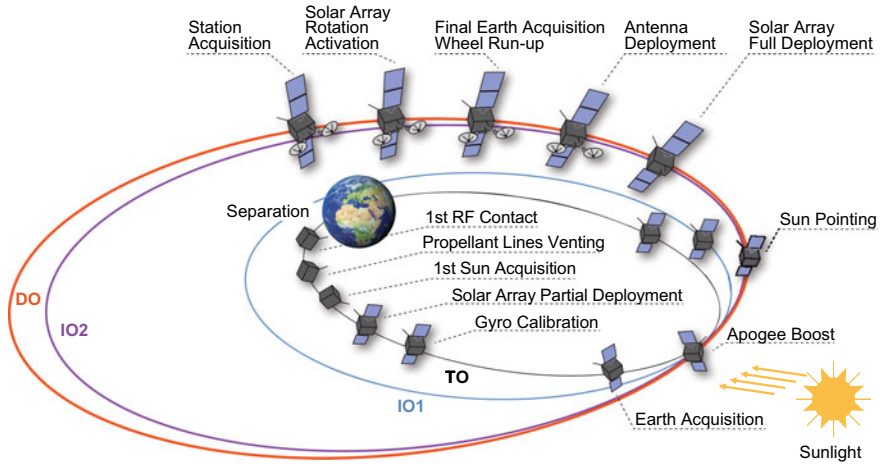 Station
Acquisition
Solar Array
Rotation
Activation
Final Earth Acquisition
Wheel Run-up
Antenna
Deployment
Solar Array
Full Deployment
Separation
1st RF Contact
Sun Pointing
Propellant Lines Venting
1st Sun Acquisition
DO
Solar Array Partial Deployment
IO2
Gyro Calibration
Apogee Boost
TO
IO1
Earth Acquisition
Sunlight